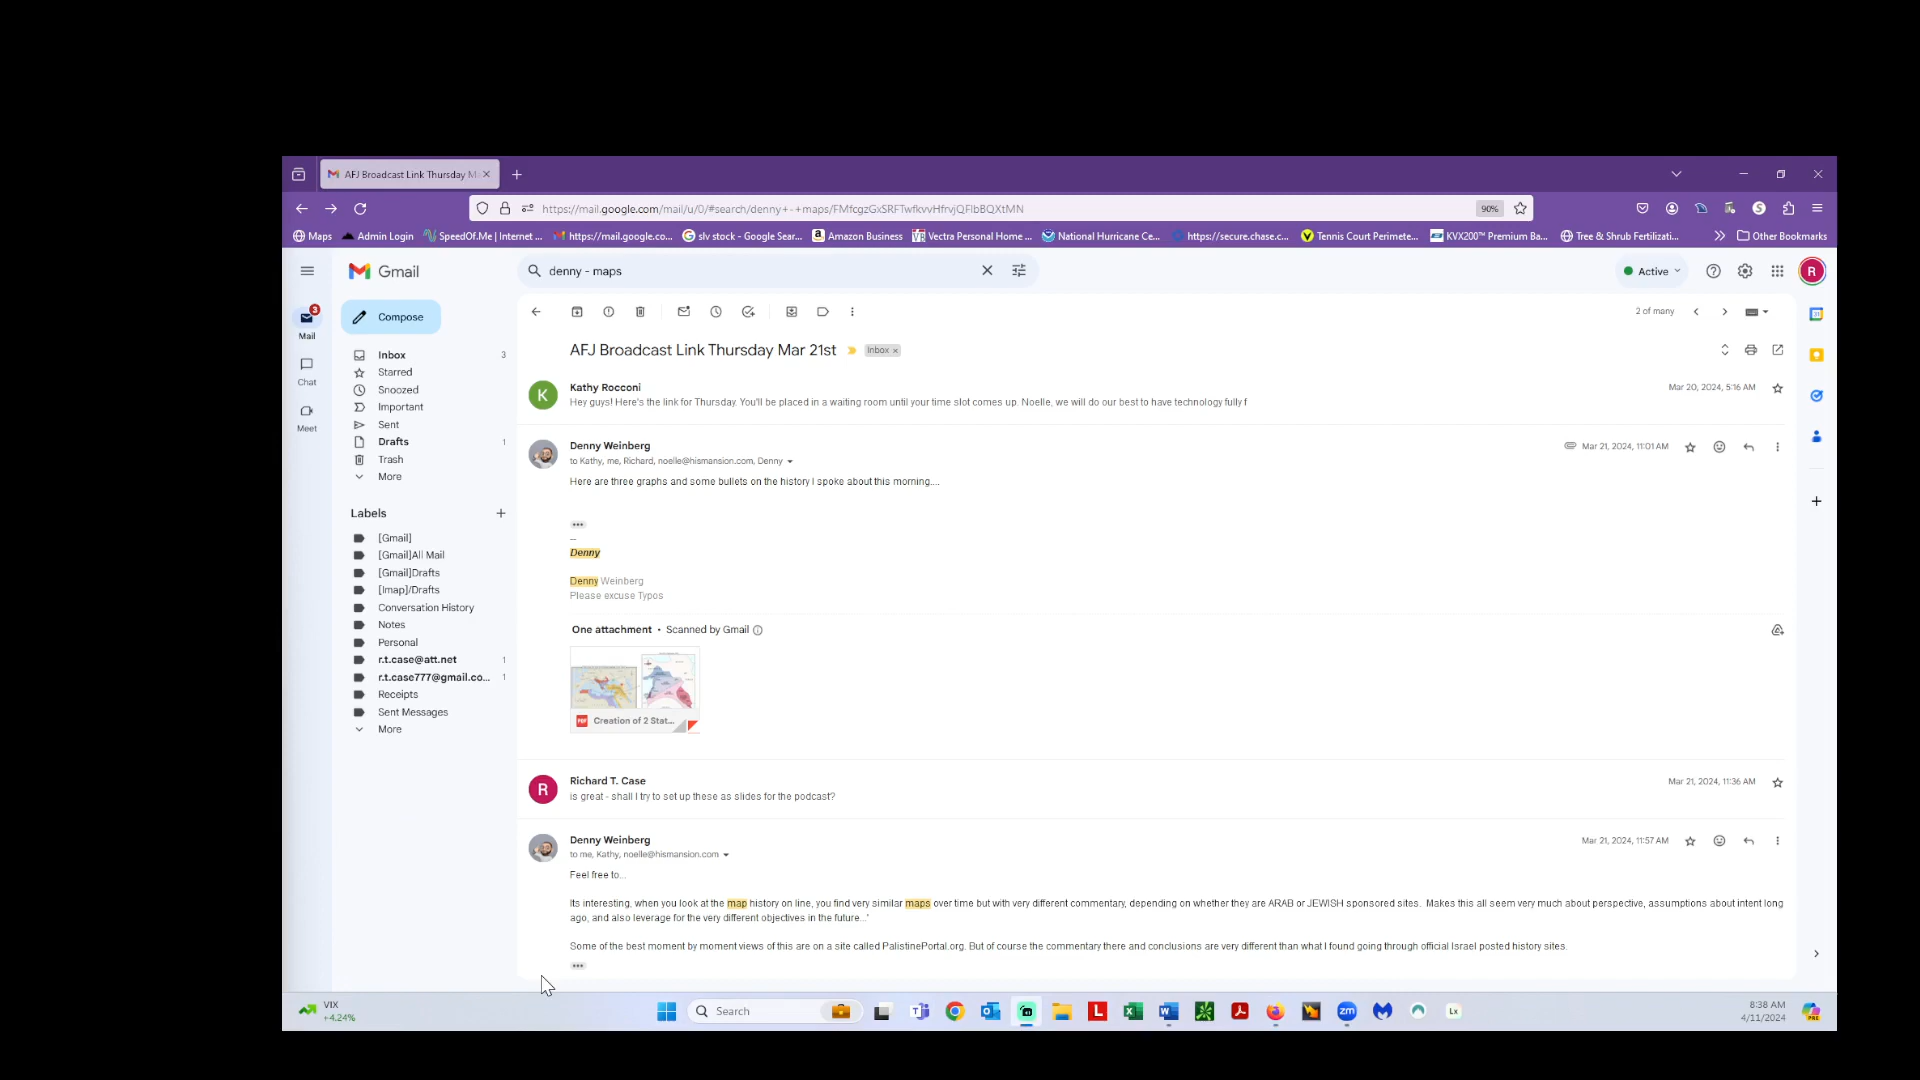 AFJ Broadcast Link Thursday M
https://mail.google.com/mail/u/0/#search/denny+-+maps/FMfcgzGxSRFTwfkvvHfrvjQFlbBQXtMN
90%
Maps
Admin Login
SpeedOf.Me | Internet ...
https://mail.google.co...
slv stock - Google Sear...
Amazon Business
Vectra Personal Home ...
National Hurricane Ce...
https://secure.chase.c...
Tennis Court Perimete...
KVX200™ Premium Ba...
Tree & Shrub Fertilizati...
Other Bookmarks
Gmail
denny - maps
Active
R
3
Mail
Chat
Meet
Compose
Inbox 3
Starred
Snoozed
Important
Sent
Drafts 1
Trash
More
Labels
[Gmail]
[Gmail]All Mail
[Gmail]Drafts
[Imap]/Drafts
Conversation History
Notes
Personal
r.t.case@att.net 1
r.t.case777@gmail.co... 1
Receipts
Sent Messages
More
2 of many
AFJ Broadcast Link Thursday Mar 21st
Inbox x
K
Kathy Rocconi
Mar 20, 2024, 5:16 AM
Hey guys! Here's the link for Thursday. You'll be placed in a waiting room until your time slot comes up. Noelle, we will do our best to have technology fully f
Denny Weinberg
Mar 21, 2024, 11:01 AM
to Kathy, me, Richard, noelle@hismansion.com, Denny
Here are three graphs and some bullets on the history I spoke about this morning....
--
Denny
Denny Weinberg
Please excuse Typos
One attachment • Scanned by Gmail
PDF
Creation of 2 Stat...
R
Richard T. Case
Mar 21, 2024, 11:36 AM
is great - shall I try to set up these as slides for the podcast?
Denny Weinberg
Mar 21, 2024, 11:57 AM
to me, Kathy, noelle@hismansion.com
Feel free to...
Its interesting, when you look at the map history on line, you find very similar maps over time but with very different commentary, depending on whether they are ARAB or JEWISH sponsored sites. Makes this all seem very much about perspective, assumptions about intent long
ago, and also leverage for the very different objectives in the future...'
Some of the best moment by moment views of this are on a site called PalistinePortal.org. But of course the commentary there and conclusions are very different than what I found going through official Israel posted history sites.
VIX
+4.24%
Search
L
zm
Lx
8:38 AM
4/11/2024